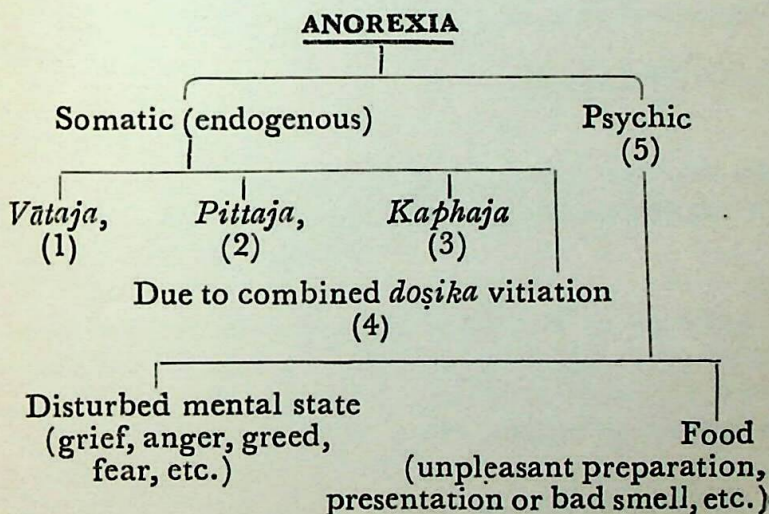 ANOREXIA
Somatic (endogenous) Psychic
(5)
Vātaja, Pittaja, Kaphaja
(1) (2) (3)
Due to combined doṣika vitiation
(4)
Disturbed mental state
(grief, anger, greed,
fear, etc.)
Food
(unpleasant preparation,
presentation or bad smell, etc.)